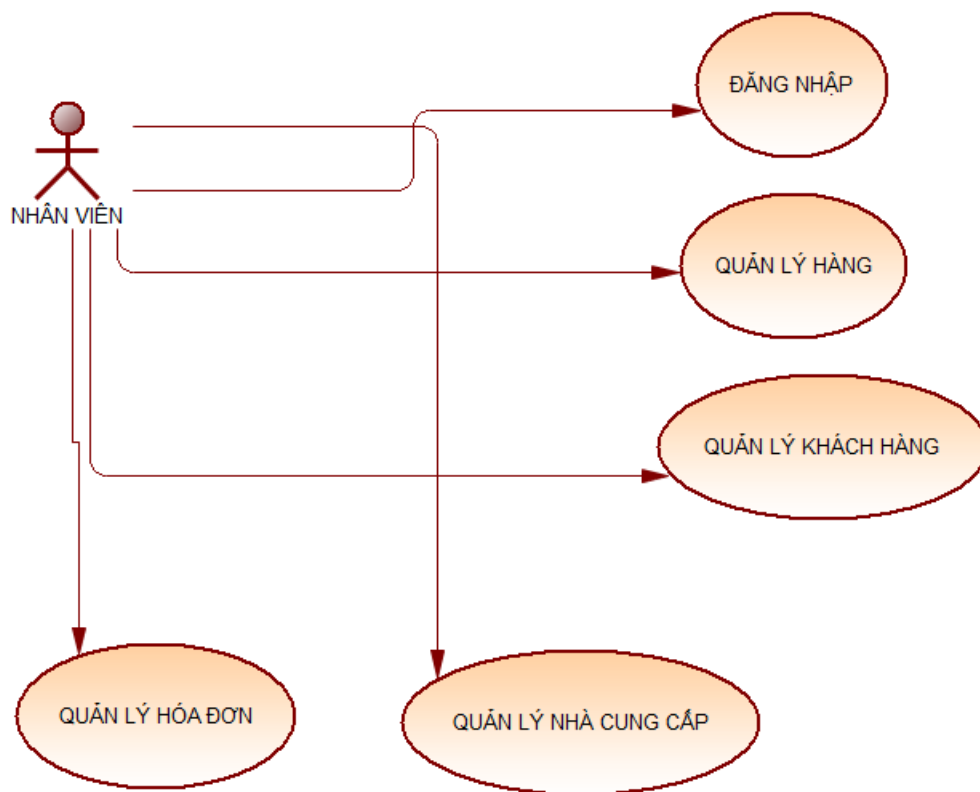 ĐĂNG NHẬP
NHÂN VIÊN
QUẢN LÝ HÀNG
QUẢN LÝ KHÁCH HÀNG
QUẢN LÝ HÓA ĐƠN
QUẢN LÝ NHÀ CUNG CẤP